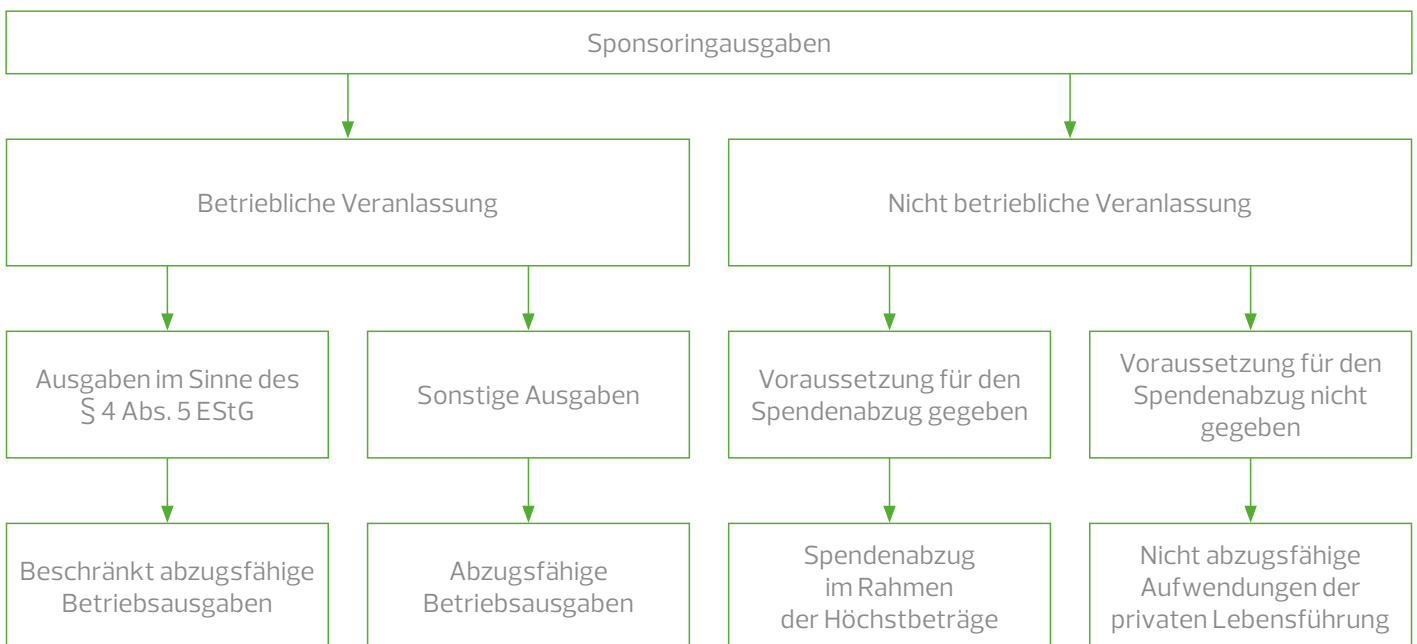 Sponsoringausgaben
Betriebliche Veranlassung
Nicht betriebliche Veranlassung
Ausgaben im Sinne des
§ 4 Abs. 5 EStG
Sonstige Ausgaben
Voraussetzung für den
Spendenabzug gegeben
Voraussetzung für den
Spendenabzug nicht
gegeben
Beschränkt abzugsfähige
Betriebsausgaben
Abzugsfähige
Betriebsausgaben
Spendenabzug
im Rahmen
der Höchstbeträge
Nicht abzugsfähige
Aufwendungen der
privaten Lebensführung